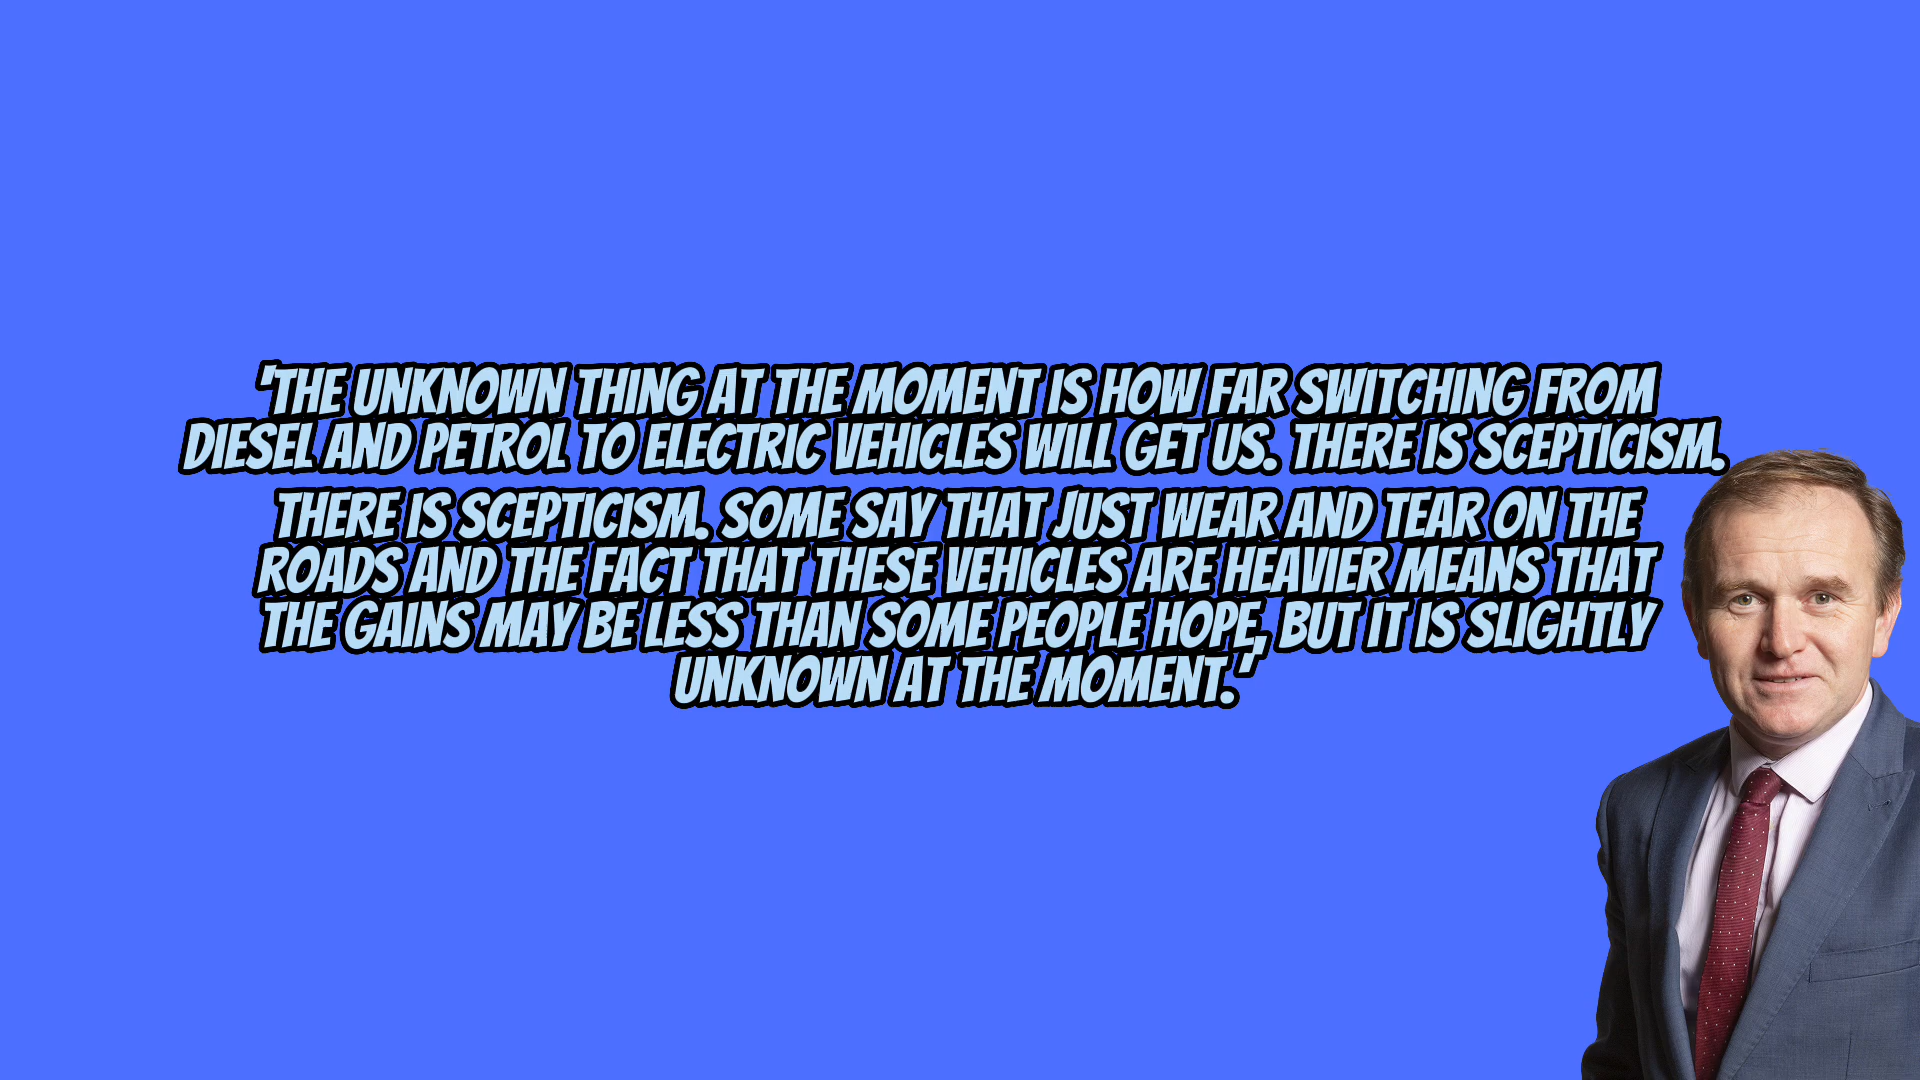 'THE UNKNOWN THING AT THE MOMENT IS HOW FAR SWITCHING FROM
DIESEL AND PETROL TO ELECTRIC VEHICLES WILL GET US. THERE IS SCEPTICISM.
THERE IS SCEPTICISM. SOME SAY THAT JUST WEAR AND TEAR ON THE
ROADS AND THE FACT THAT THESE VEHICLES ARE HEAVIER MEANS THAT
THE GAINS MAY BE LESS THAN SOME PEOPLE HOPE, BUT IT IS SLIGHTLY
UNKNOWN AT THE MOMENT.'